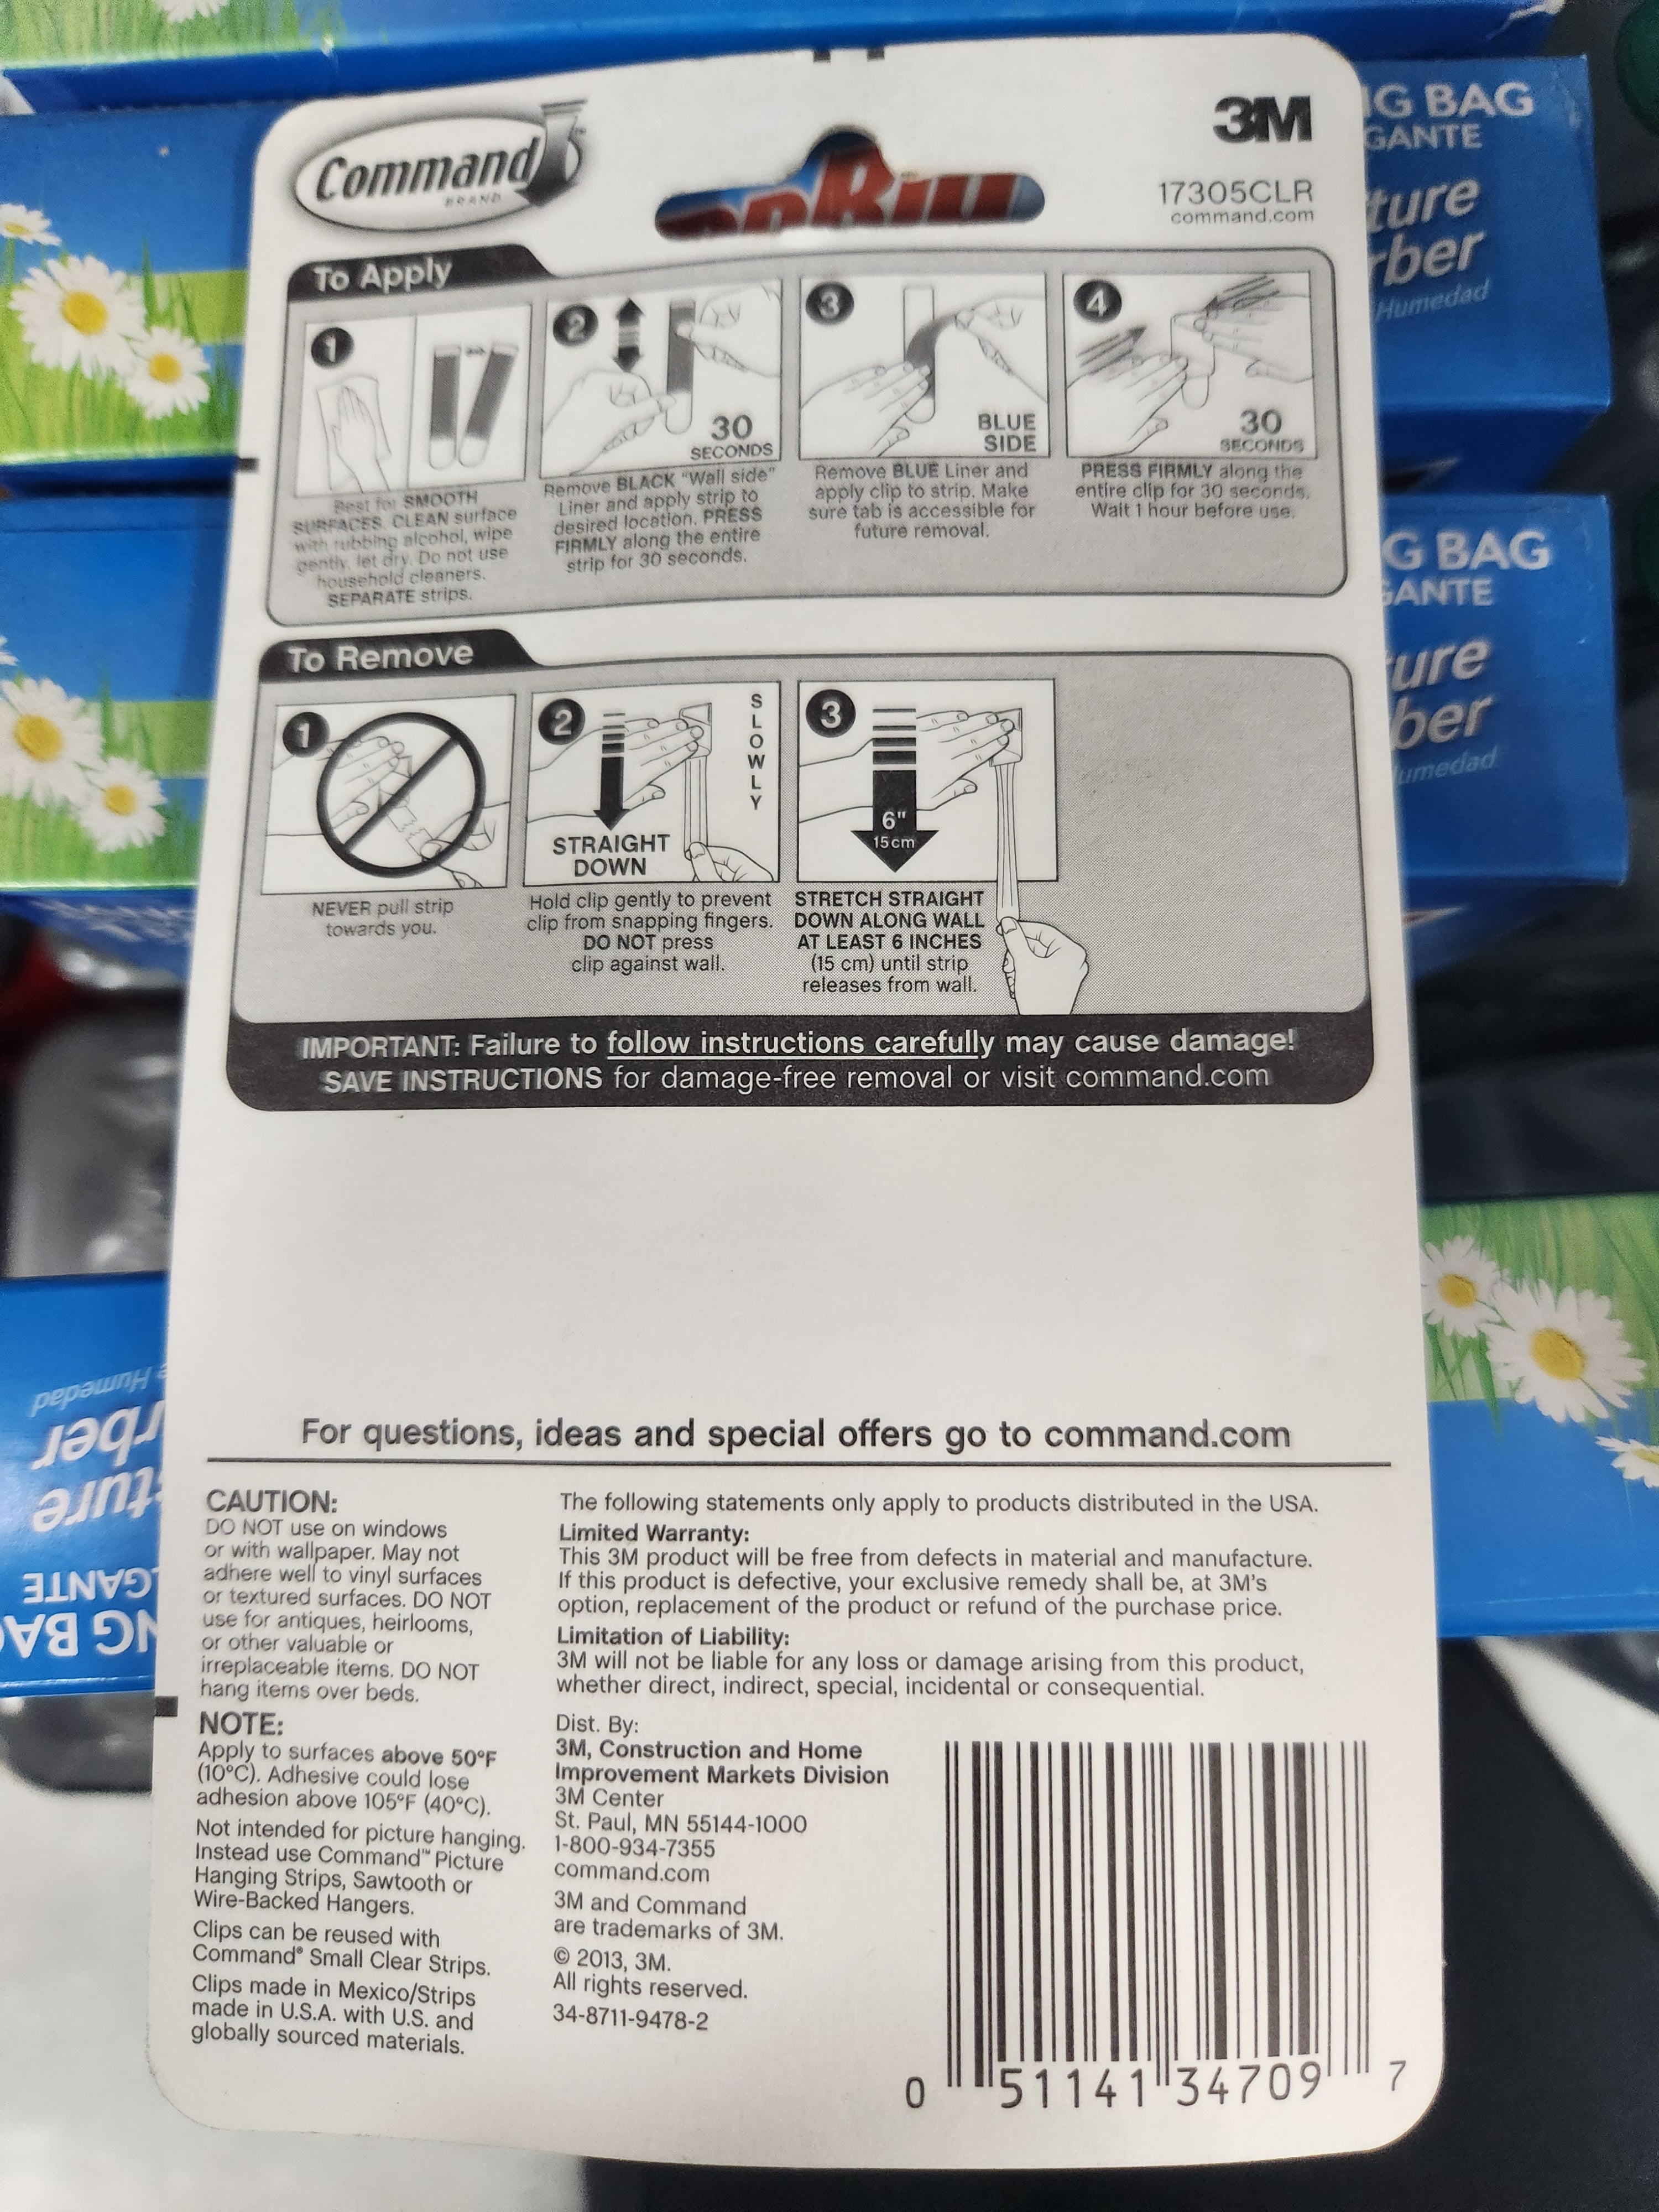 Command
BRAND
3M
17305CLR
command.com
To Apply
1
Best for SMOOTH
SURFACES. CLEAN surface
with rubbing alcohol, wipe
gently, let dry. Do not use
household cleaners.
SEPARATE strips.
2
30
SECONDS
Remove BLACK "Wall side"
Liner and apply strip to
desired location. PRESS
FIRMLY along the entire
strip for 30 seconds.
3
BLUE
SIDE
Remove BLUE Liner and
apply clip to strip. Make
sure tab is accessible for
future removal.
4
30
SECONDS
PRESS FIRMLY along the
entire clip for 30 seconds.
Wait 1 hour before use.
To Remove
1
NEVER pull strip
towards you.
2
SLOWLY
STRAIGHT
DOWN
Hold clip gently to prevent
clip from snapping fingers.
DO NOT press
clip against wall.
3
6"
15cm
STRETCH STRAIGHT
DOWN ALONG WALL
AT LEAST 6 INCHES
(15 cm) until strip
releases from wall.
IMPORTANT: Failure to follow instructions carefully may cause damage!
SAVE INSTRUCTIONS for damage-free removal or visit command.com
For questions, ideas and special offers go to command.com
CAUTION:
DO NOT use on windows
or with wallpaper. May not
adhere well to vinyl surfaces
or textured surfaces. DO NOT
use for antiques, heirlooms,
or other valuable or
irreplaceable items. DO NOT
hang items over beds.
NOTE:
Apply to surfaces above 50°F
(10°C). Adhesive could lose
adhesion above 105°F (40°C).
Not intended for picture hanging.
Instead use Command™ Picture
Hanging Strips, Sawtooth or
Wire-Backed Hangers.
Clips can be reused with
Command® Small Clear Strips.
Clips made in Mexico/Strips
made in U.S.A. with U.S. and
globally sourced materials.
The following statements only apply to products distributed in the USA.
Limited Warranty:
This 3M product will be free from defects in material and manufacture.
If this product is defective, your exclusive remedy shall be, at 3M's
option, replacement of the product or refund of the purchase price.
Limitation of Liability:
3M will not be liable for any loss or damage arising from this product,
whether direct, indirect, special, incidental or consequential.
Dist. By:
3M, Construction and Home
Improvement Markets Division
3M Center
St. Paul, MN 55144-1000
1-800-934-7355
command.com
3M and Command
are trademarks of 3M.
© 2013, 3M.
All rights reserved.
34-8711-9478-2
0 51141 34709 7
BAG
Humedad
BAG
Humedad